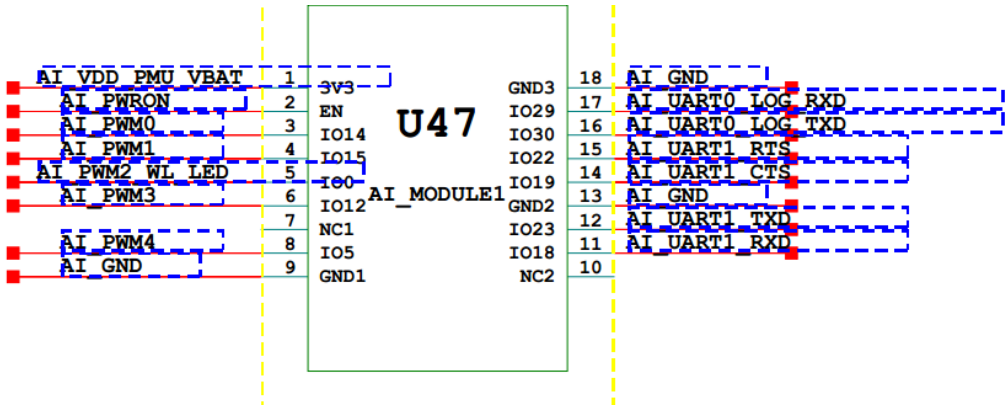 AI_VDD_PMU_VBAT 1 3V3 GND3 18 AI_GND
AI_PWRON 2 EN IO29 17 AI_UART0_LOG_RXD
AI_PWM0 3 IO14 U47 IO30 16 AI_UART0_LOG_TXD
AI_PWM1 4 IO15 IO22 15 AI_UART1_RTS
AI_PWM2_WL_LED 5 IO0 IO19 14 AI_UART1_CTS
AI_PWM3 6 IO12 AI_MODULE1 GND2 13 AI_GND
7 NC1 IO23 12 AI_UART1_TXD
AI_PWM4 8 IO5 IO18 11 AI_UART1_RXD
AI_GND 9 GND1 NC2 10